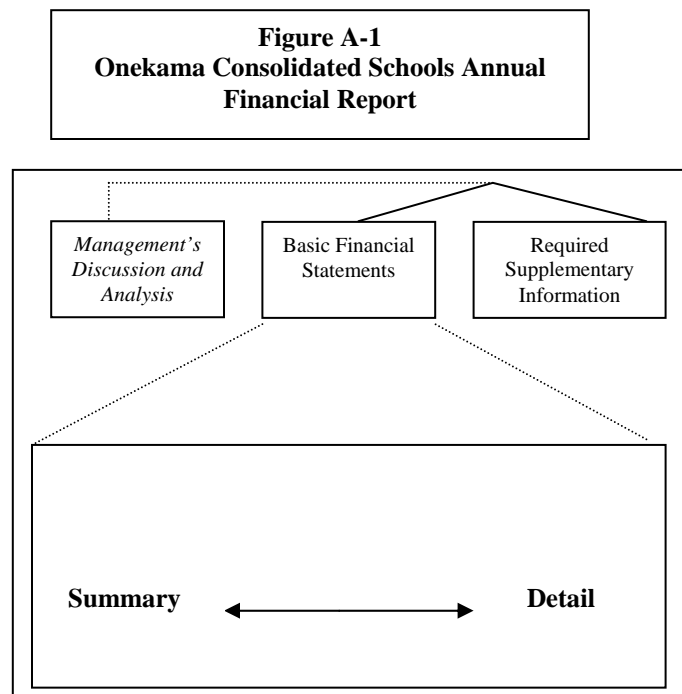 Figure A-1
Onekama Consolidated Schools Annual
Financial Report
Management's
Discussion and
Analysis
Basic Financial
Statements
Required
Supplementary
Information
Summary
Detail